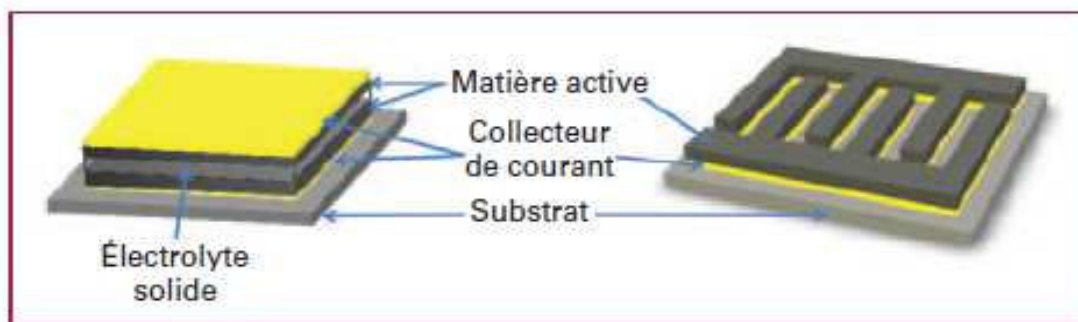 Matière active
Collecteur
de courant
Substrat
Électrolyte
solide